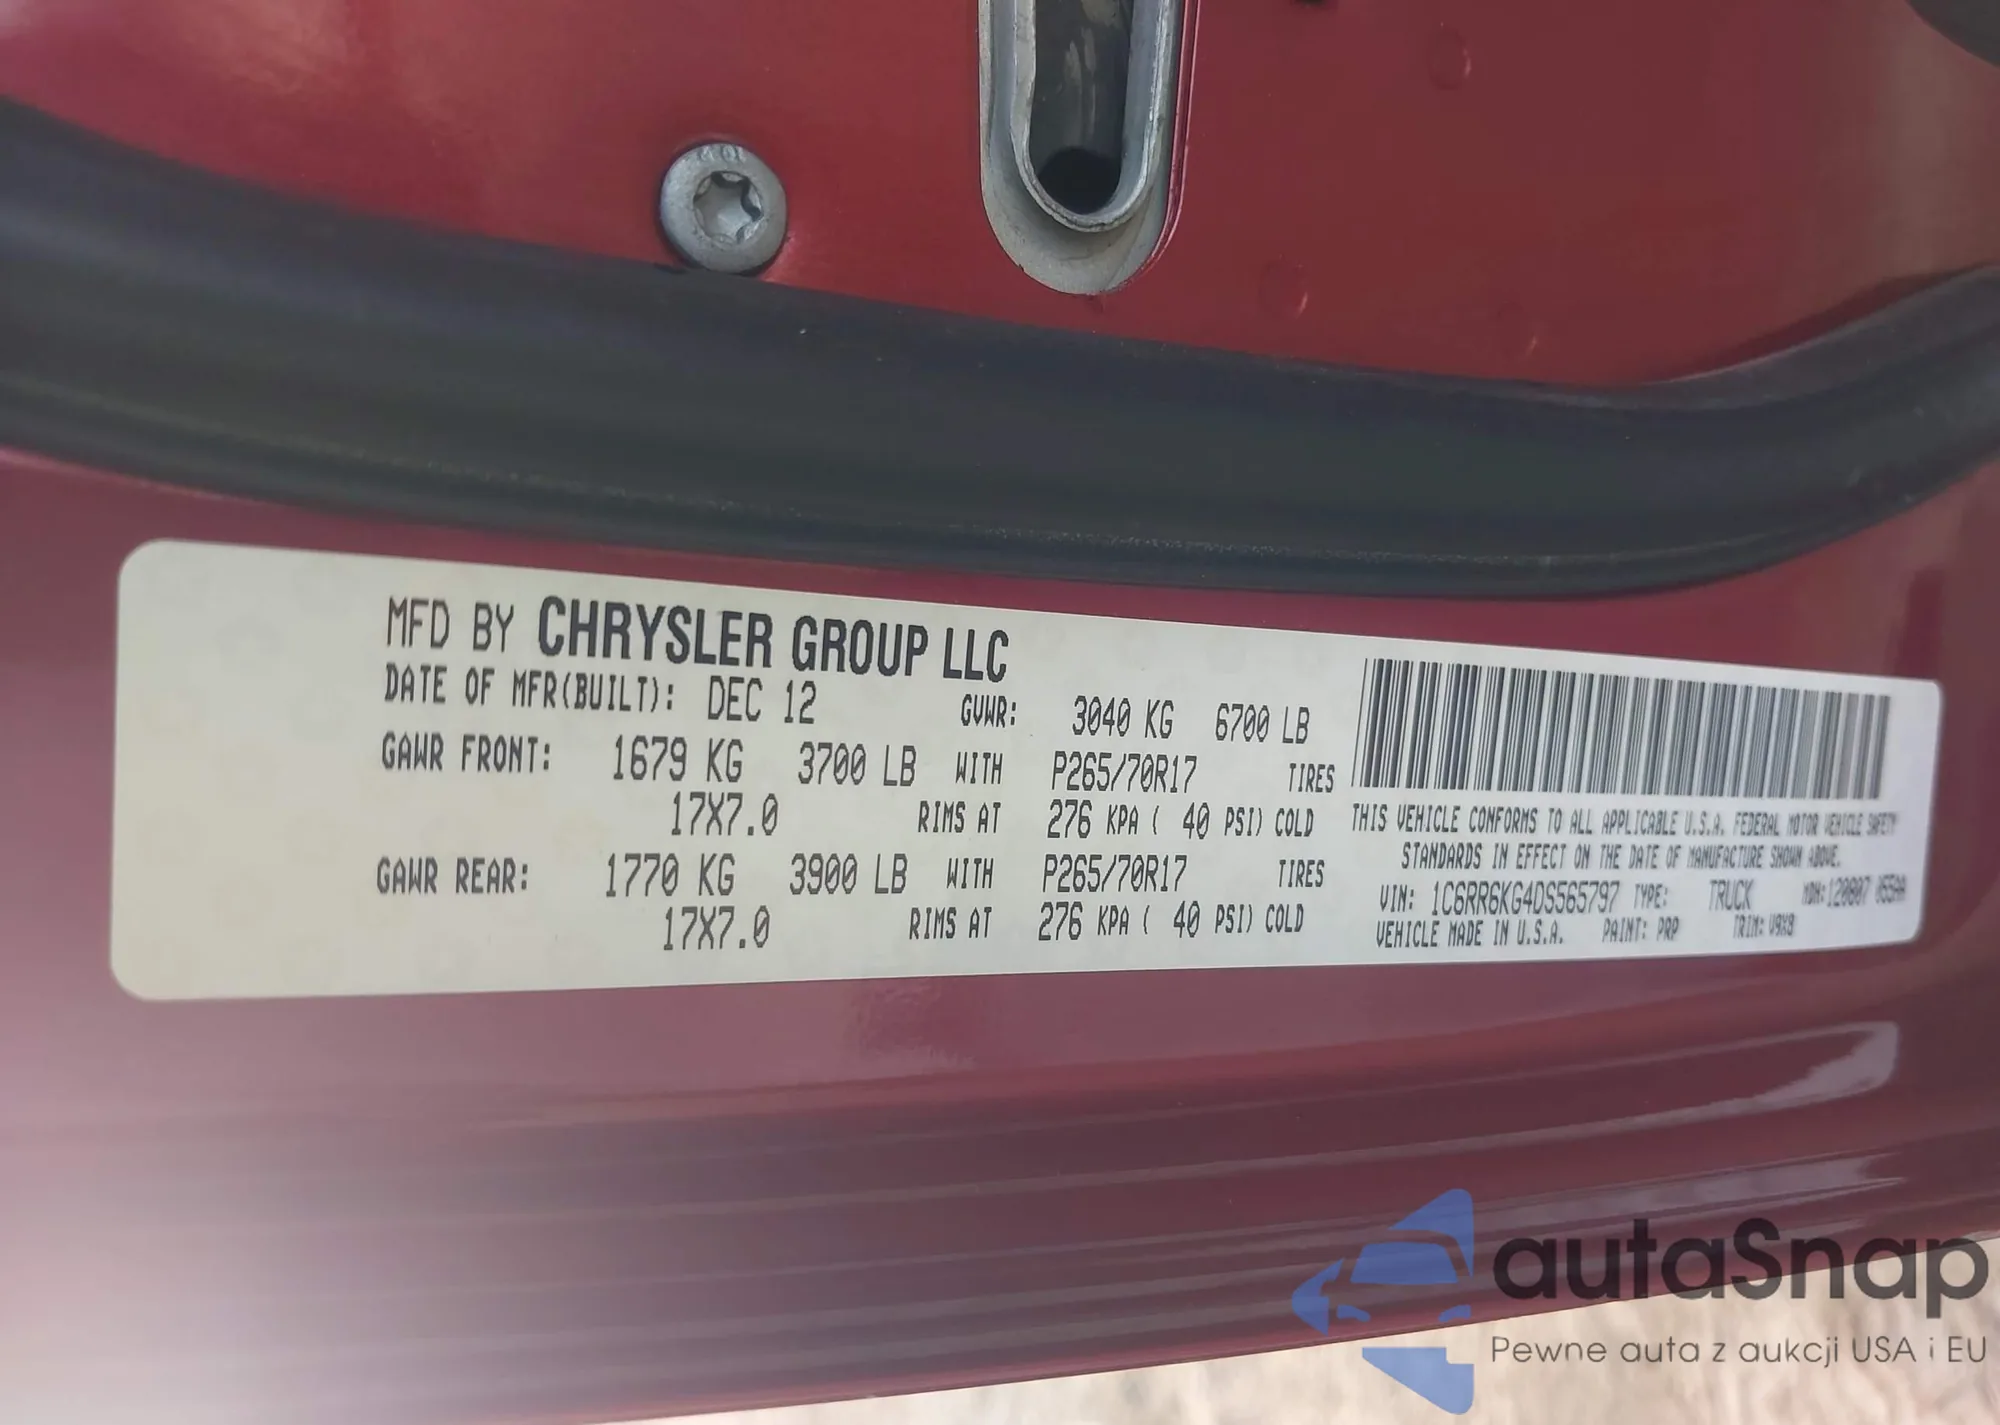 MFD BY CHRYSLER GROUP LLC
DATE OF MFR(BUILT): DEC 12 GVWR: 3040 KG 6700 LB
GAWR FRONT: 1679 KG 3700 LB WITH P265/70R17 TIRES
17X7.0 RIMS AT 276 KPA ( 40 PSI) COLD
GAWR REAR: 1770 KG 3900 LB WITH P265/70R17 TIRES
17X7.0 RIMS AT 276 KPA ( 40 PSI) COLD
THIS VEHICLE CONFORMS TO ALL APPLICABLE U.S.A. FEDERAL MOTOR VEHICLE SAFETY
STANDARDS IN EFFECT ON THE DATE OF MANUFACTURE SHOWN ABOVE.
VIN: 1C6RR6KG4DS565797 TYPE: TRUCK MDH: 120807
VEHICLE MADE IN U.S.A. PAINT: PRP TRIM: V9X8
autaSnap
Pewne auta z aukcji USA i EU